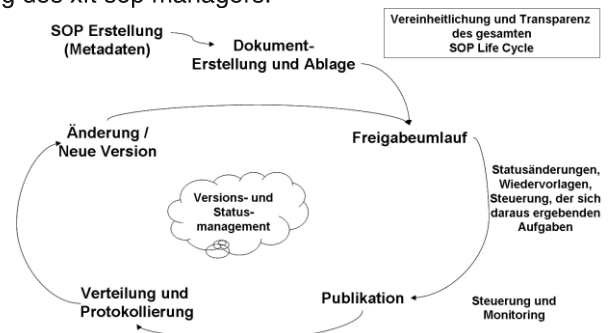 g des xft sop managers.
SOP Erstellung
(Metadaten)
Dokument-
Erstellung und Ablage
Vereinheitlichung und Transparenz
des gesamten
SOP Life Cycle
Änderung /
Neue Version
Freigabeumlauf
Versions- und
Status-
management
Statusänderungen,
Wiedervorlagen,
Steuerung, der sich
daraus ergebenden
Aufgaben
Verteilung und
Protokollierung
Publikation
Steuerung und
Monitoring